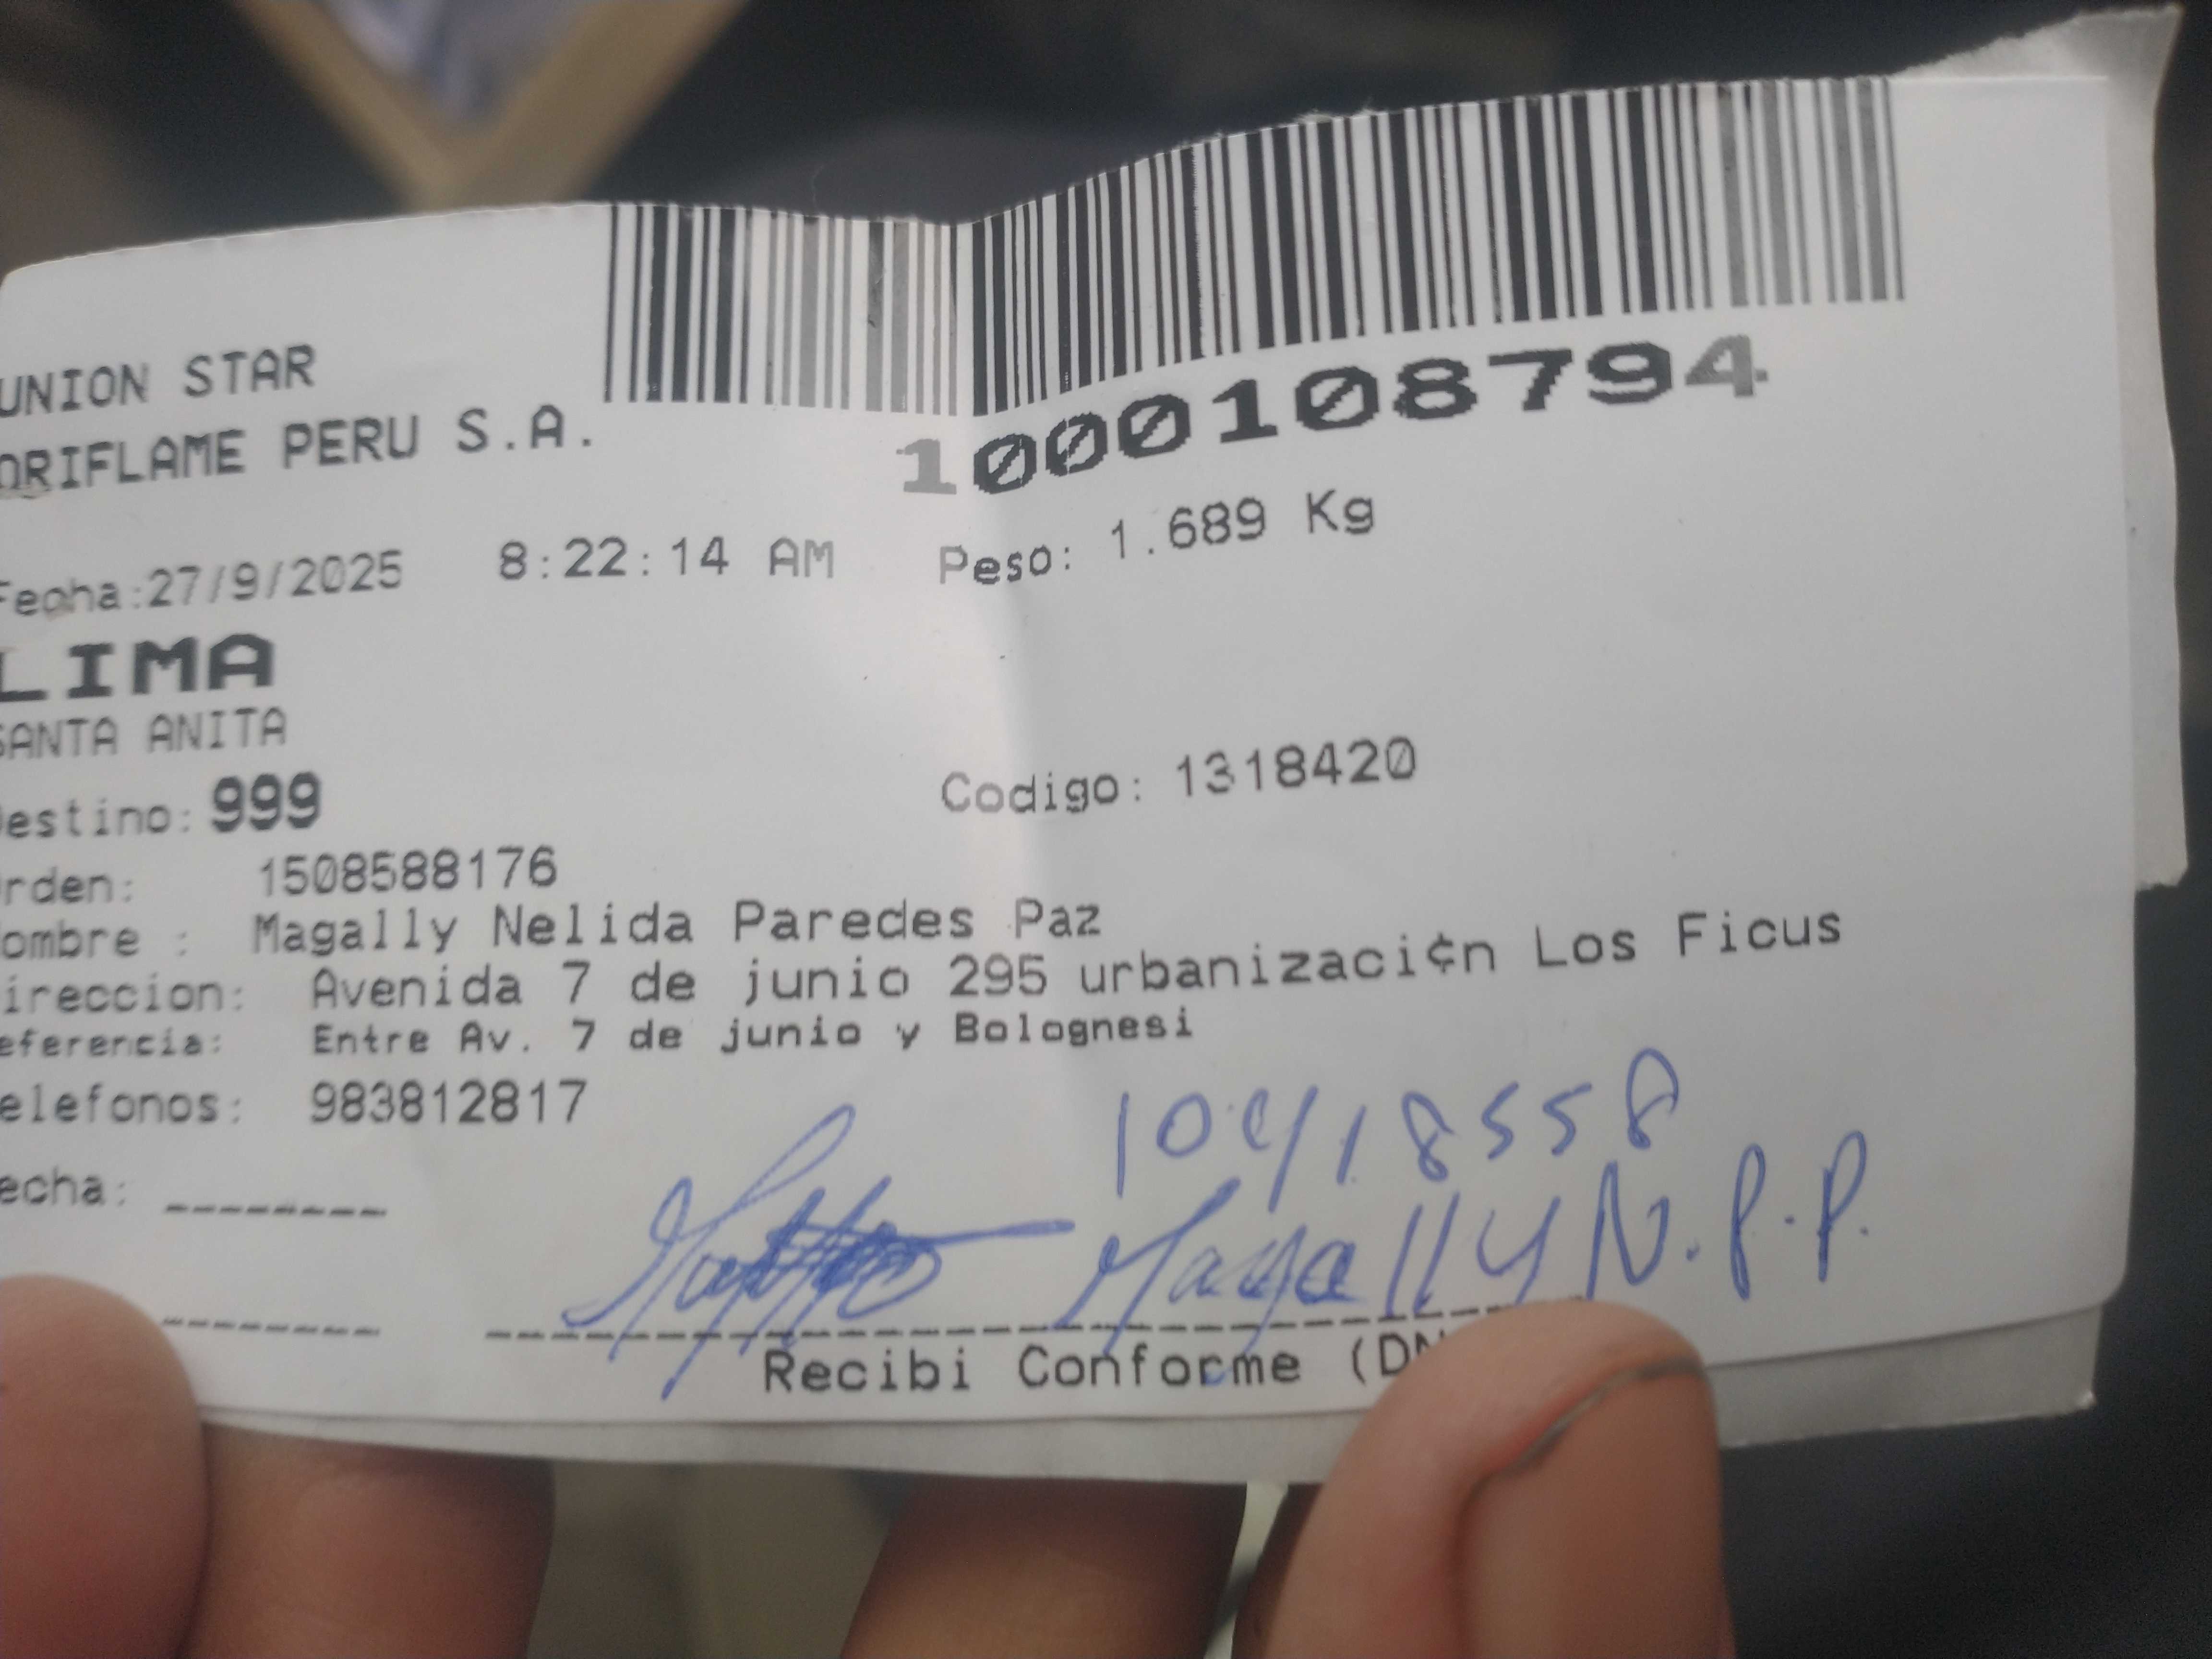 UNION STAR
ORIFLAME PERU S.A.
1000108794
Fecha:27/9/2025 8:22:14 AM Peso: 1.689 Kg
LIMA
SANTA ANITA
Destino: 999 Codigo: 1318420
rden: 1508588176
ombre : Magally Nelida Paredes Paz
ireccion: Avenida 7 de junio 295 urbanizaci¢n Los Ficus
eferencia: Entre Av. 7 de junio y Bolognesi
elefonos: 983812817
10418558
echa: --------
Magally N.P.P.
Recibi Conforme (DN